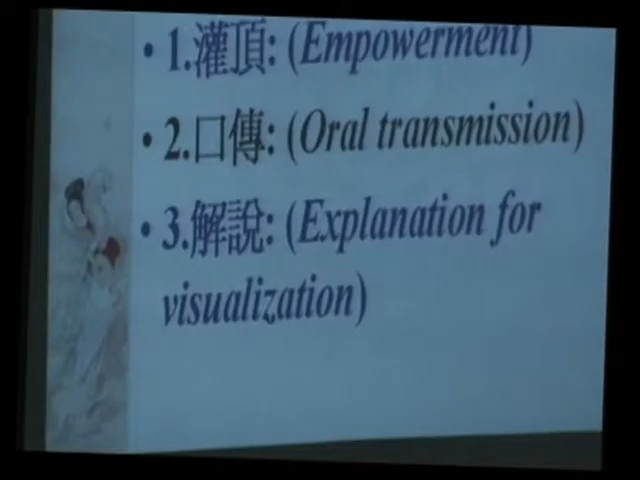 • 1.灌頂: (Empowerment)
• 2.口傳: (Oral transmission)
• 3.解說: (Explanation for
visualization)